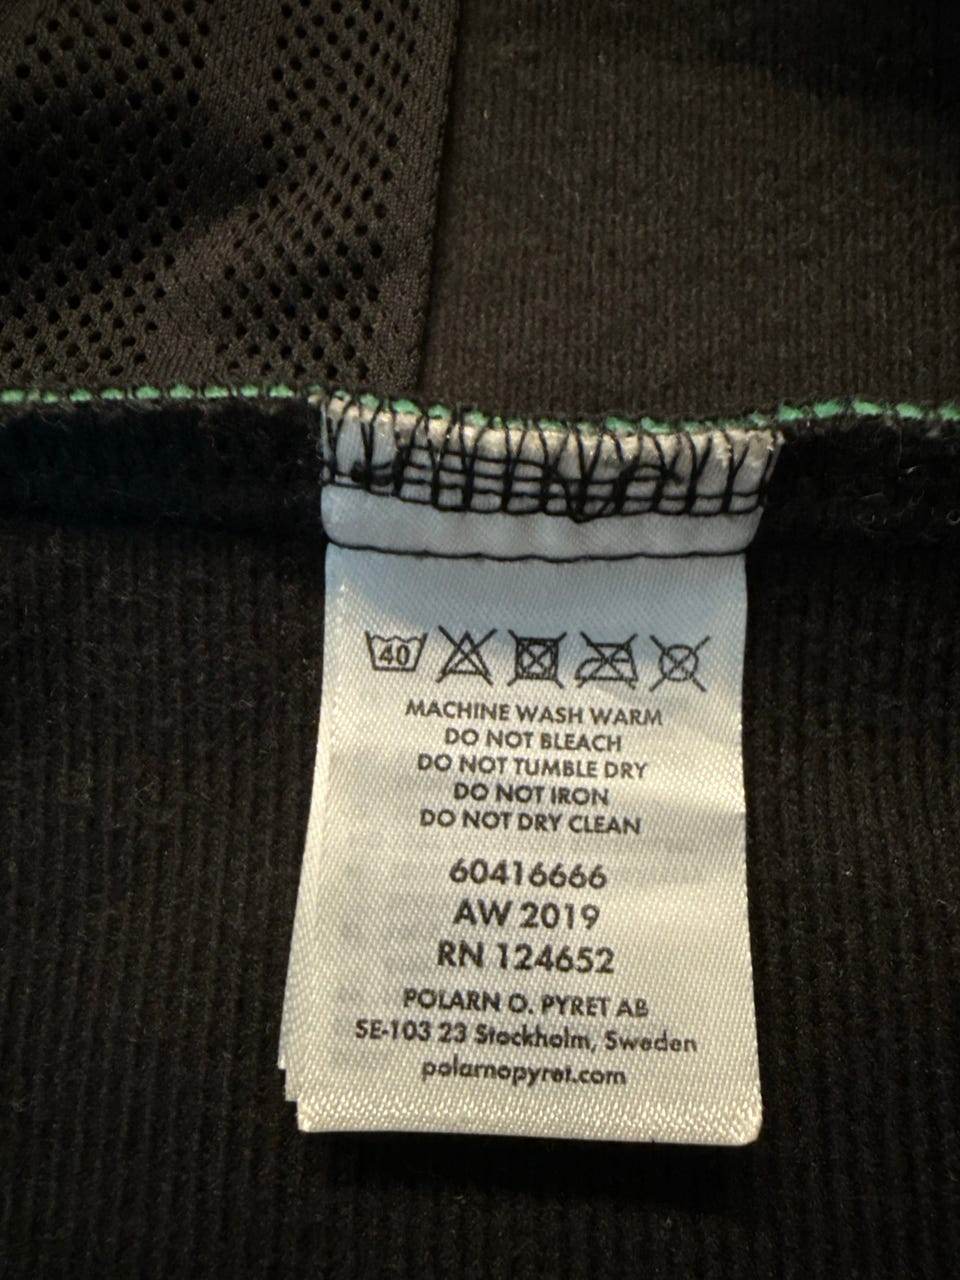 40
MACHINE WASH WARM
DO NOT BLEACH
DO NOT TUMBLE DRY
DO NOT IRON
DO NOT DRY CLEAN
60416666
AW 2019
RN 124652
POLARN O. PYRET AB
SE-103 23 Stockholm, Sweden
polarnopyret.com